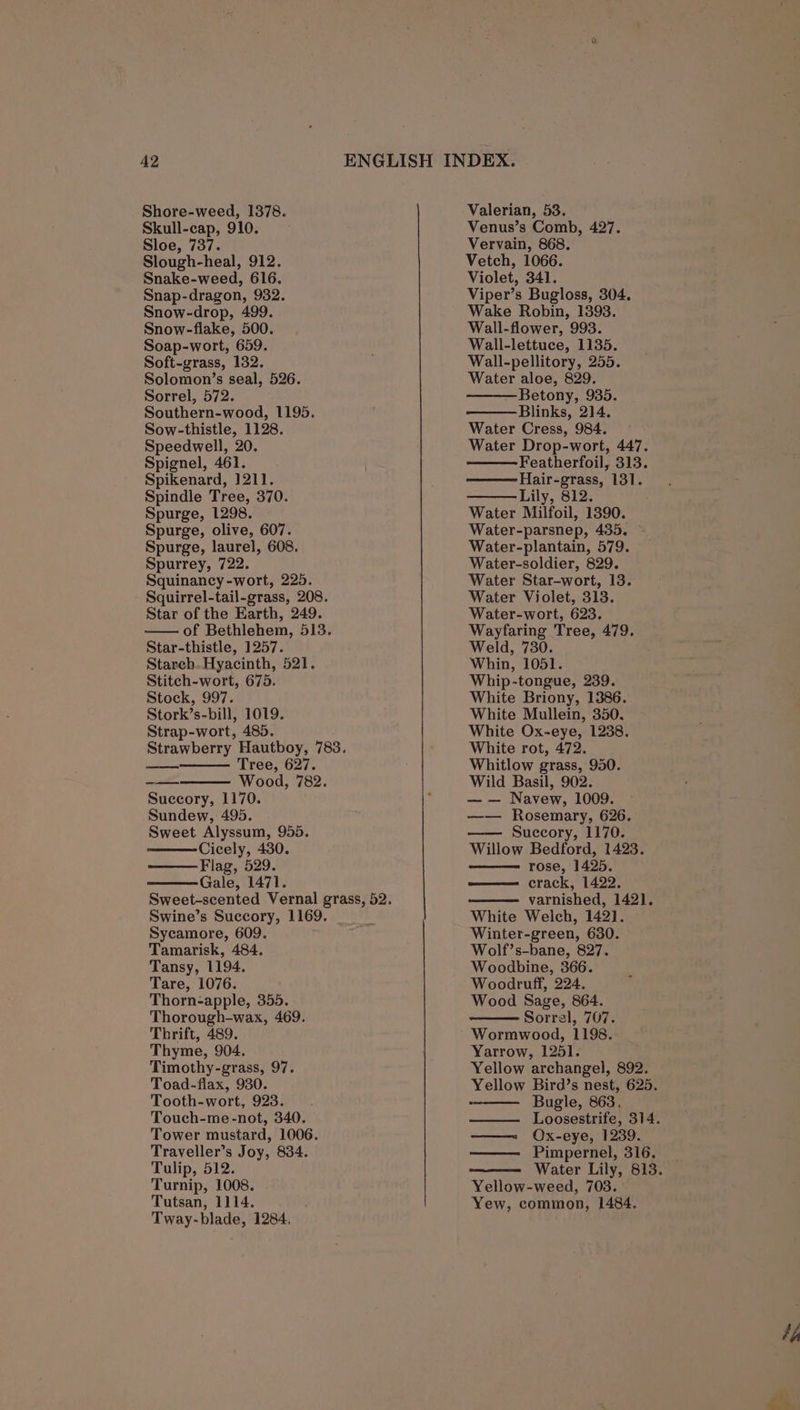 42 ENGLISH INDEX.
Shore-weed, 1378.
Skull-cap, 910.
Sloe, 737.
Slough-heal, 912.
Snake-weed, 616.
Snap-dragon, 932.
Snow-drop, 499.
Snow-flake, 500.
Soap-wort, 659.
Soft-grass, 132.
Solomon’s seal, 526.
Sorrel, 572.
Southern-wood, 1195.
Sow-thistle, 1128.
Speedwell, 20.
Spignel, 461.
Spikenard, 1211.
Spindle Tree, 370.
Spurge, 1298.
Spurge, olive, 607.
Spurge, laurel, 608.
Spurrey, 722.
Squinancy-wort, 225.
Squirrel-tail-grass, 208.
Star of the Earth, 249.
—— of Bethlehem, 513.
Star-thistle, 1257.
Starch Hyacinth, 521.
Stitch-wort, 675.
Stock, 997.
Stork’s-bill, 1019.
Strap-wort, 485.
Strawberry Hautboy, 783.
———— Tree, 627.
———— Wood, 782.
Succory, 1170.
Sundew, 495.
Sweet Alyssum, 955.
——— Cicely, 430.
——— Flag, 529.
——— Gale, 1471.
Sweet-scented Vernal grass, 52.
Swine’s Succory, 1169.
Sycamore, 609.
Tamarisk, 484.
Tansy, 1194.
Tare, 1076.
Thorn-apple, 355.
Thorough-wax, 469.
Thrift, 489.
Thyme, 904.
Timothy-grass, 97.
Toad-flax, 930.
Tooth-wort, 923.
Touch-me-not, 340.
Tower mustard, 1006.
Traveller’s Joy, 834.
Tulip, 512.
Turnip, 1008.
Tutsan, 1114.
Tway-blade, 1284.
Valerian, 53.
Venus’s Comb, 427.
Vervain, 868.
Vetch, 1066.
Violet, 341.
Viper’s Bugloss, 304.
Wake Robin, 1393.
Wall-flower, 993.
Wall-lettuce, 1135.
Wall-pellitory, 255.
Water aloe, 829.
——— Betony, 935.
——— Blinks, 214.
Water Cress, 984.
Water Drop-wort, 447.
——— Featherfoil, 313.
——— Hair-grass, 131.
——— Lily, 812.
Water Milfoil, 1390.
Water-parsnep, 435.
Water-plantain, 579.
Water-soldier, 829.
Water Star-wort, 13.
Water Violet, 313.
Water-wort, 623.
Wayfaring Tree, 479.
Weld, 730.
Whin, 1051.
Whip-tongue, 239.
White Briony, 1386.
White Mullein, 350.
White Ox-eye, 1238.
White rot, 472.
Whitlow grass, 950.
Wild Basil, 902.
— — Navew, 1009.
—— Rosemary, 626.
—— Succory, 1170.
Willow Bedford, 1423.
——— rose, 1425.
——— crack, 1422.
——— varnished, 1421.
White Welch, 1421.
Winter-green, 630.
Wolf’s-bane, 827.
Woodbine, 366.
Woodruff, 224.
Wood Sage, 864.
——— Sorrel, 707.
Wormwood, 1198.
Yarrow, 1251.
Yellow archangel, 892.
Yellow Bird’s nest, 625.
——— Bugle, 863.
——— Loosestrife, 314.
——— Ox-eye, 1239.
——— Pimpernel, 316.
——— Water Lily, 813.
Yellow-weed, 703.
Yew, common, 1484.